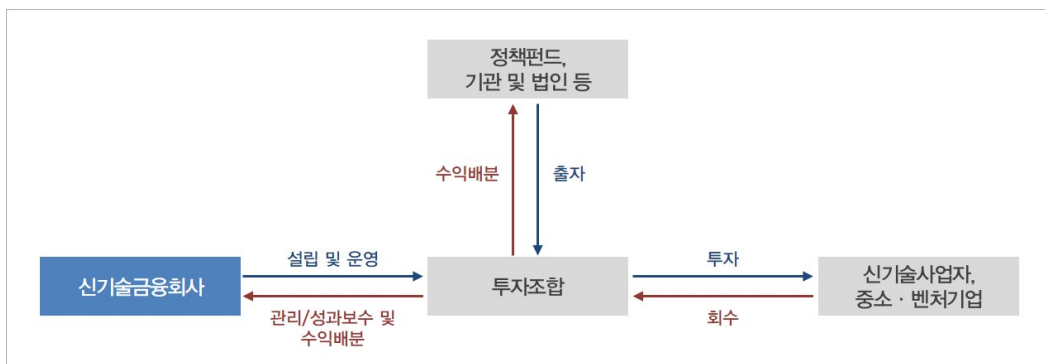 정책펀드,
기관 및 법인 등
수익배분
출자
신기술금융회사
설립 및 운영
관리/성과보수 및
수익배분
투자조합
투자
회수
신기술사업자,
중소 · 벤처기업